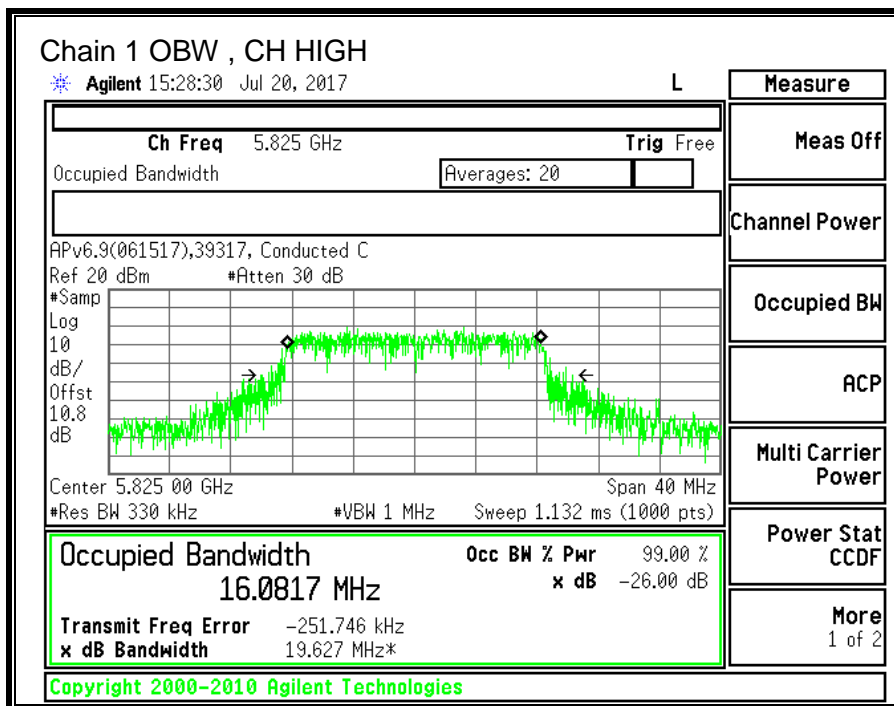 Chain 1 OBW , CH HIGH
Agilent 15:28:30 Jul 20, 2017 L
Measure
Ch Freq 5.825 GHz Trig Free
Occupied Bandwidth Averages: 20
APv6.9(061517),39317, Conducted C
Ref 20 dBm #Atten 30 dB
#Samp
Log
10
dB/
Offst
10.8
dB
Center 5.825 00 GHz Span 40 MHz
#Res BW 330 kHz #VBW 1 MHz Sweep 1.132 ms (1000 pts)
Occupied Bandwidth Occ BW % Pwr 99.00 %
16.0817 MHz x dB -26.00 dB
Transmit Freq Error -251.746 kHz
x dB Bandwidth 19.627 MHz*
Meas Off
Channel Power
Occupied BW
ACP
Multi Carrier
Power
Power Stat
CCDF
More
1 of 2
Copyright 2000-2010 Agilent Technologies